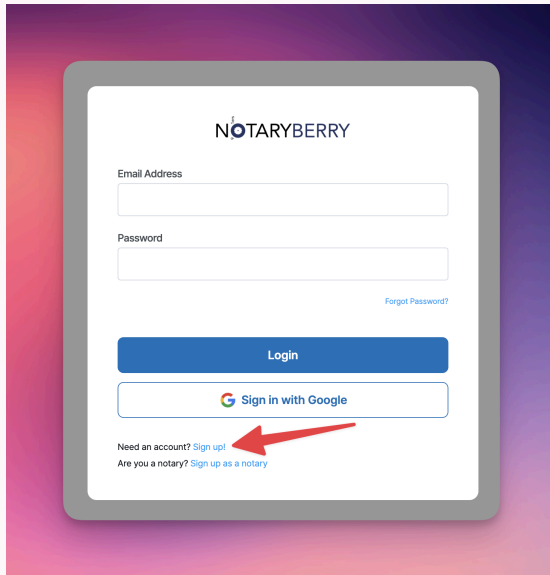 NOTARYBERRY
Email Address
Password
Forgot Password?
Login
Sign in with Google
Need an account? Sign up!
Are you a notary? Sign up as a notary